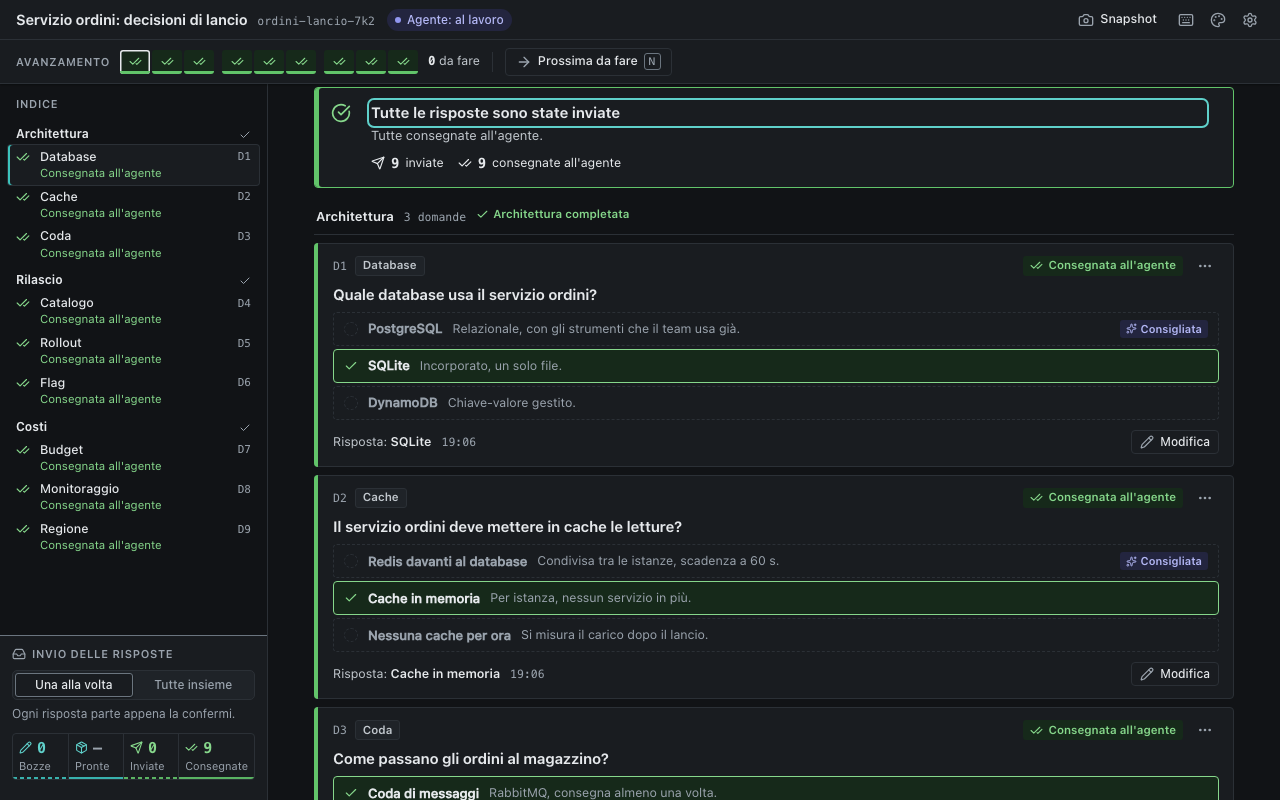 Servizio ordini: decisioni di lancio ordini-lancio-7k2 Agente: al lavoro Snapshot
AVANZAMENTO 0 da fare Prossima da fare N
INDICE
Architettura
Database D1
Consegnata all'agente
Cache D2
Consegnata all'agente
Coda D3
Consegnata all'agente
Rilascio
Catalogo D4
Consegnata all'agente
Rollout D5
Consegnata all'agente
Flag D6
Consegnata all'agente
Costi
Budget D7
Consegnata all'agente
Monitoraggio D8
Consegnata all'agente
Regione D9
Consegnata all'agente
INVIO DELLE RISPOSTE
Una alla volta Tutte insieme
Ogni risposta parte appena la confermi.
0 – 0 9
Bozze Pronte Inviate Consegnate
Tutte le risposte sono state inviate
Tutte consegnate all'agente.
9 inviate 9 consegnate all'agente
Architettura 3 domande Architettura completata
D1 Database Consegnata all'agente
Quale database usa il servizio ordini?
PostgreSQL Relazionale, con gli strumenti che il team usa già. Consigliata
SQLite Incorporato, un solo file.
DynamoDB Chiave-valore gestito.
Risposta: SQLite 19:06 Modifica
D2 Cache Consegnata all'agente
Il servizio ordini deve mettere in cache le letture?
Redis davanti al database Condivisa tra le istanze, scadenza a 60 s. Consigliata
Cache in memoria Per istanza, nessun servizio in più.
Nessuna cache per ora Si misura il carico dopo il lancio.
Risposta: Cache in memoria 19:06 Modifica
D3 Coda Consegnata all'agente
Come passano gli ordini al magazzino?
Coda di messaggi RabbitMQ, consegna almeno una volta.